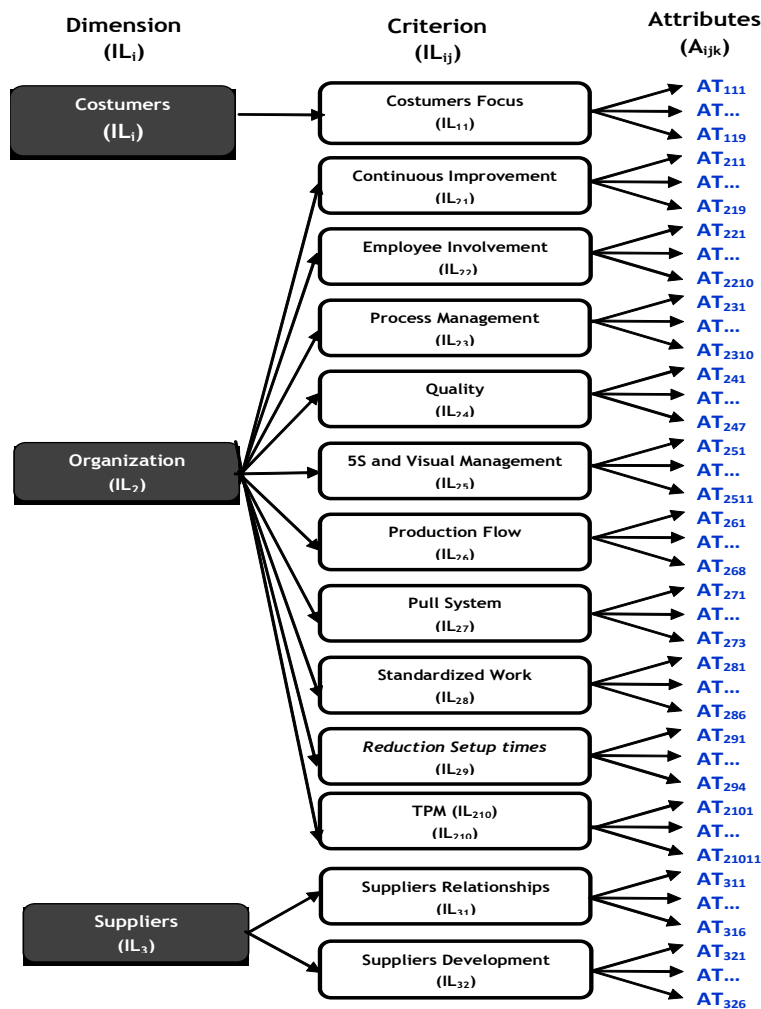 Dimension
(ILi)
Criterion
(ILij)
Attributes
(Aijk)
Costumers
(ILi)
Costumers Focus
(IL11)
AT111
AT...
AT119
Continuous Improvement
(IL21)
AT211
AT...
AT219
Employee Involvement
(IL22)
AT221
AT...
AT2210
Process Management
(IL23)
AT231
AT...
AT2310
Quality
(IL24)
AT241
AT...
AT247
Organization
(IL2)
5S and Visual Management
(IL25)
AT251
AT...
AT2511
Production Flow
(IL26)
AT261
AT...
AT268
Pull System
(IL27)
AT271
AT...
AT273
Standardized Work
(IL28)
AT281
AT...
AT286
Reduction Setup times
(IL29)
AT291
AT...
AT294
TPM (IL210)
(IL210)
AT2101
AT...
AT21011
Suppliers
(IL3)
Suppliers Relationships
(IL31)
AT311
AT...
AT316
Suppliers Development
(IL32)
AT321
AT...
AT326